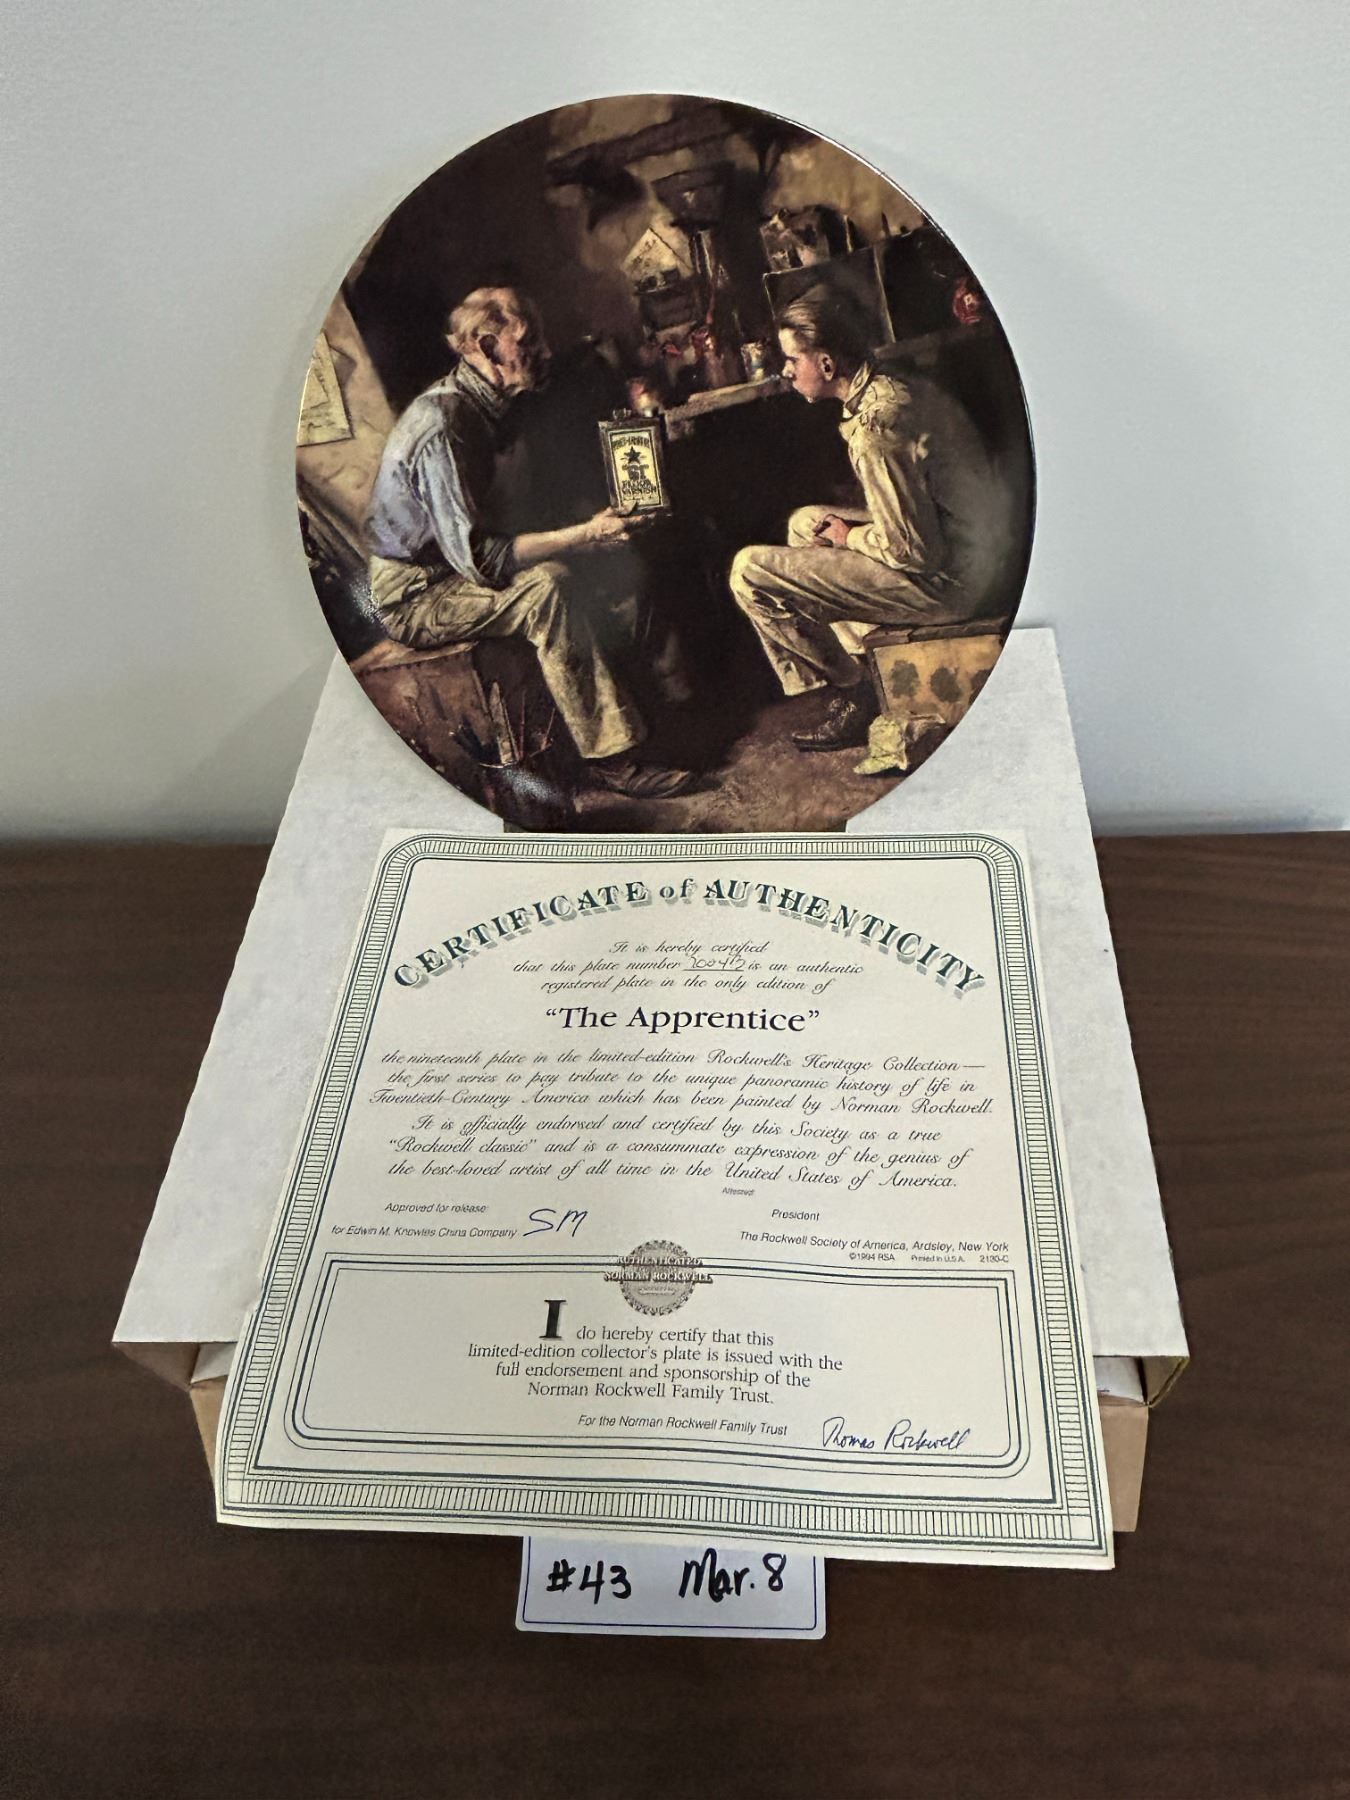 61
FLOOR
VARNISH
CERTIFICATE of AUTHENTICITY
It is hereby certified
that this plate number 20042 is an authentic
registered plate in the only edition of
“The Apprentice”
the nineteenth plate in the limited-edition Rockwell's Heritage Collection —
the first series to pay tribute to the unique panoramic history of life in
Twentieth-Century America which has been painted by Norman Rockwell.
It is officially endorsed and certified by this Society as a true
“Rockwell classic” and is a consummate expression of the genius of
the best-loved artist of all time in the United States of America.
Attested:
Approved for release:
President
for Edwin M. Knowles China Company SM
The Rockwell Society of America, Ardsley, New York
©1994 RSA Printed in U.S.A. 2130-C
AUTHENTICATED
NORMAN ROCKWELL
I do hereby certify that this
limited-edition collector's plate is issued with the
full endorsement and sponsorship of the
Norman Rockwell Family Trust.
For the Norman Rockwell Family Trust Thomas Rockwell
#43 Mar. 8